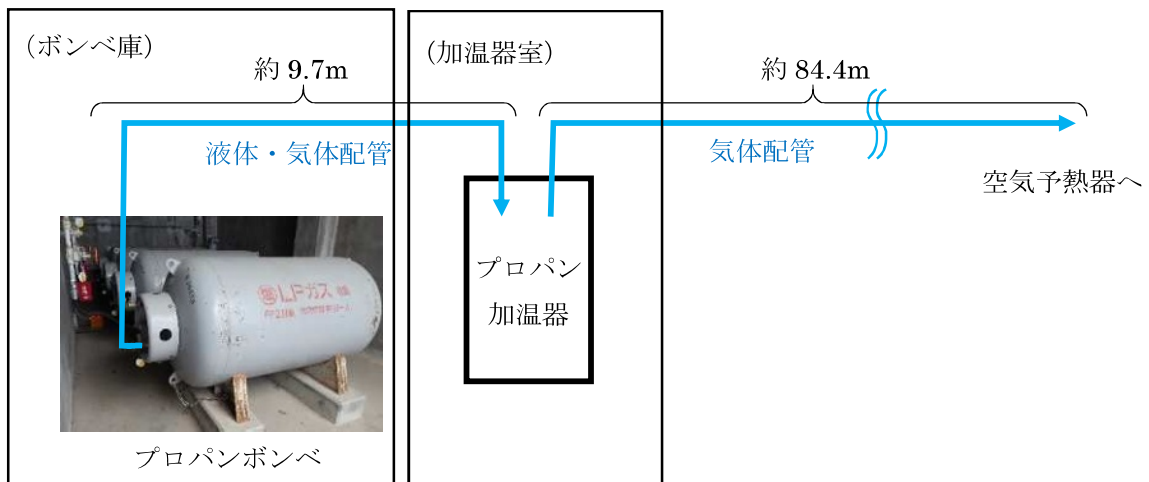 (ボンベ庫)
約 9.7m
(加温器室)
約 84.4m
液体・気体配管
気体配管
空気予熱器へ
プロパン
加温器
LPガス
プロパンボンベ